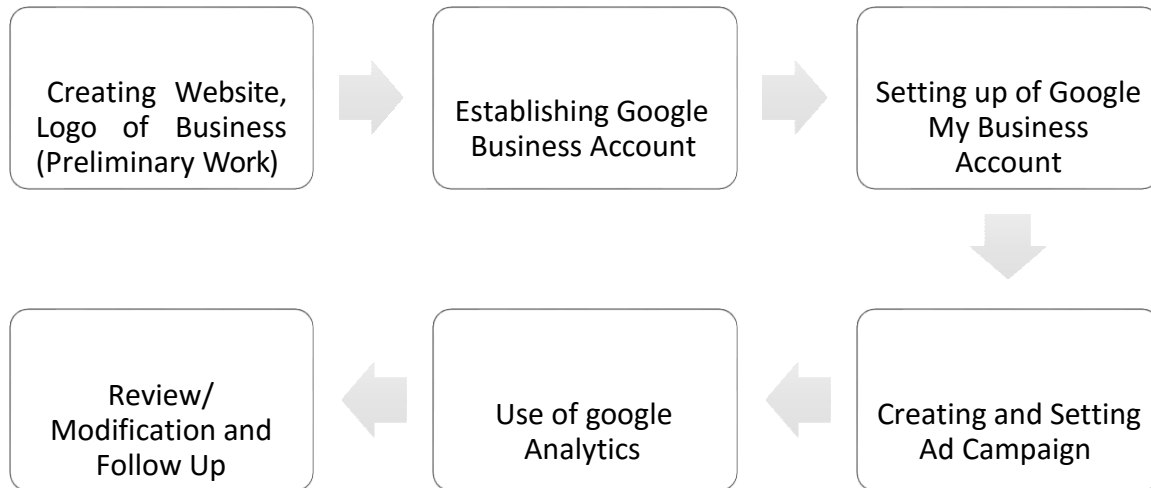 Creating Website,
Logo of Business
(Preliminary Work)
Establishing Google
Business Account
Setting up of Google
My Business
Account
Creating and Setting
Ad Campaign
Use of google
Analytics
Review/
Modification and
Follow Up